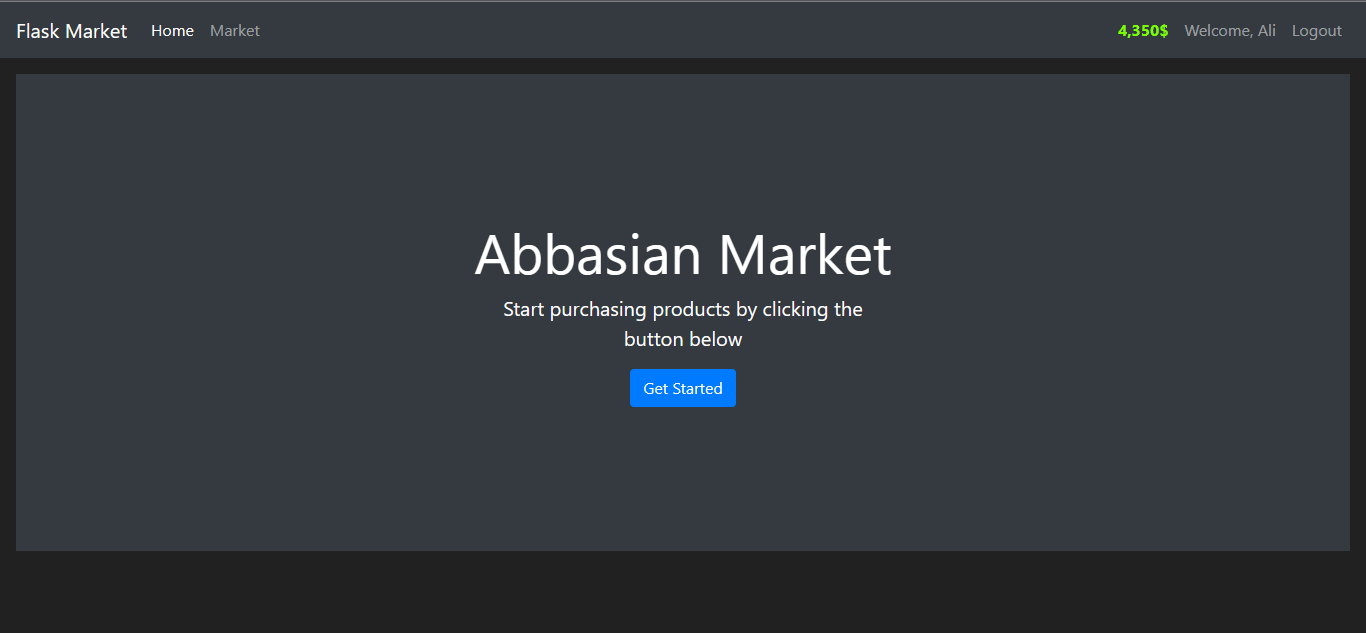 Flask Market Home Market 4,350$ Welcome, Ali Logout
Abbasian Market
Start purchasing products by clicking the
button below
Get Started